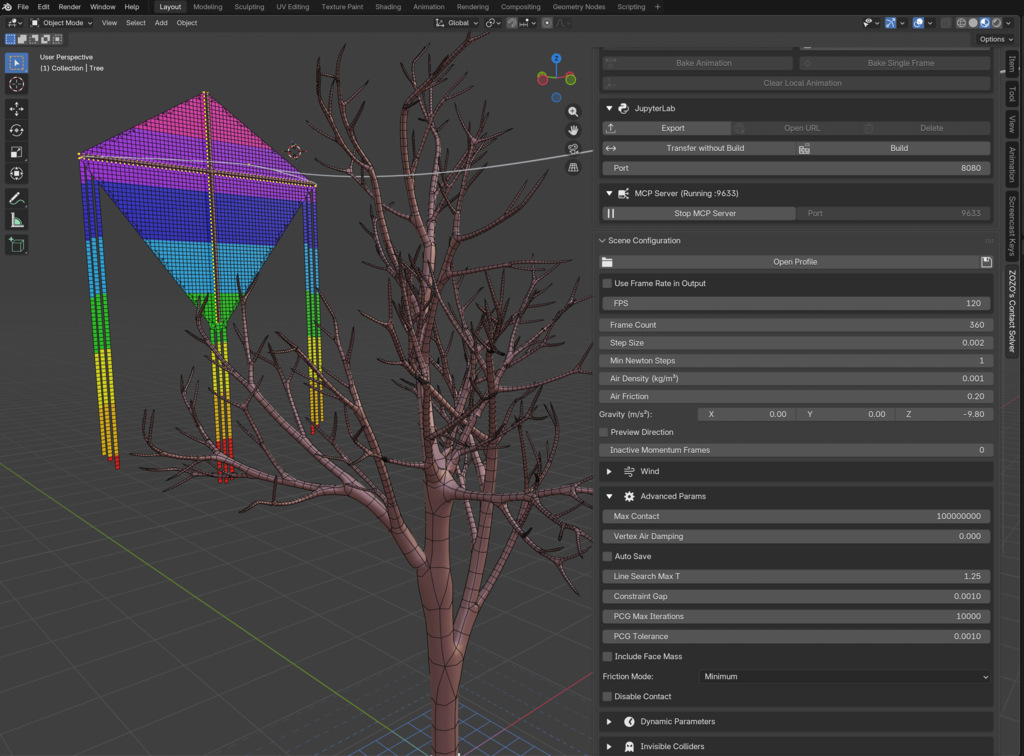 File Edit Render Window Help Layout Modeling Sculpting UV Editing Texture Paint Shading Animation Rendering Compositing Geometry Nodes Scripting +
Object Mode View Select Add Object Global
Options
User Perspective
(1) Collection | Tree
Z
Bake Animation Bake Single Frame
Clear Local Animation
JupyterLab
Export Open URL Delete
Transfer without Build Build
Port 8080
MCP Server (Running :9633)
Stop MCP Server Port 9633
Scene Configuration
Open Profile
Use Frame Rate in Output
FPS 120
Frame Count 360
Step Size 0.002
Min Newton Steps 1
Air Density (kg/m³) 0.001
Air Friction 0.20
Gravity (m/s²): X 0.00 Y 0.00 Z -9.80
Preview Direction
Inactive Momentum Frames 0
Wind
Advanced Params
Max Contact 100000000
Vertex Air Damping 0.000
Auto Save
Line Search Max T 1.25
Constraint Gap 0.0010
PCG Max Iterations 10000
PCG Tolerance 0.0010
Include Face Mass
Friction Mode: Minimum
Disable Contact
Dynamic Parameters
Invisible Colliders
Item
Tool
View
Animation
Screencast Keys
ZOZO's Contact Solver